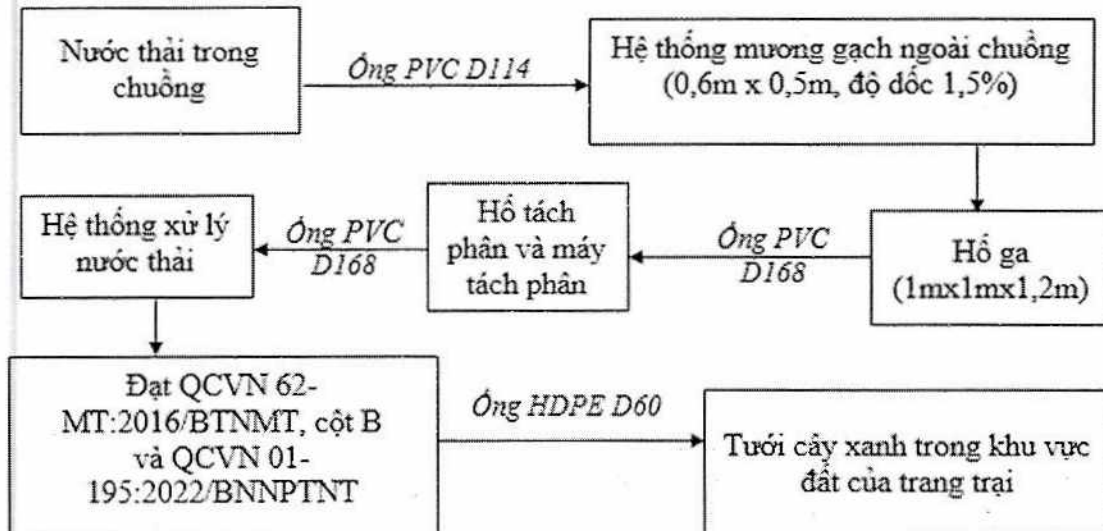 Nước thải trong
chuồng
Ống PVC D114
Hệ thống mương gạch ngoài chuồng
(0,6m x 0,5m, độ dốc 1,5%)
Hố ga
(1mx1mx1,2m)
Ống PVC
D168
Hố tách
phân và máy
tách phân
Ống PVC
D168
Hệ thống xử lý
nước thải
Đạt QCVN 62-
MT:2016/BTNMT, cột B
và QCVN 01-
195:2022/BNNPTNT
Ống HDPE D60
Tưới cây xanh trong khu vực
đất của trang trại